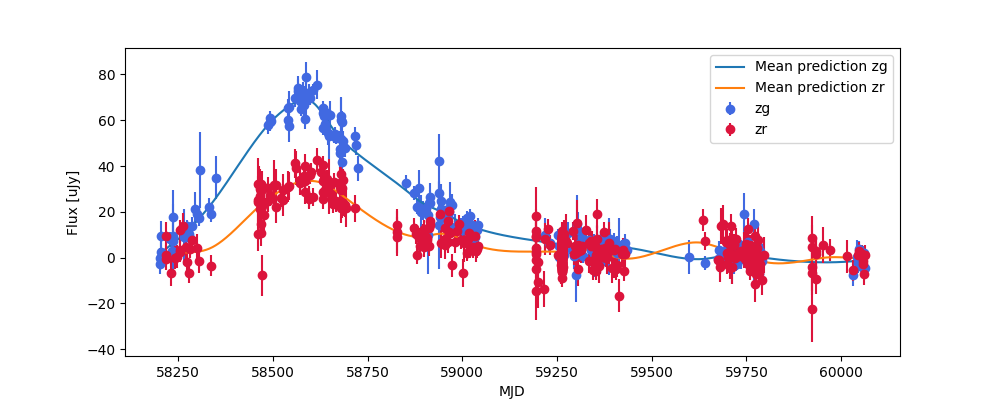 80
60
40
20
0
−20
−40
Flux [uJy]
58250
58500
58750
59000
59250
59500
59750
60000
MJD
Mean prediction zg
Mean prediction zr
zg
zr